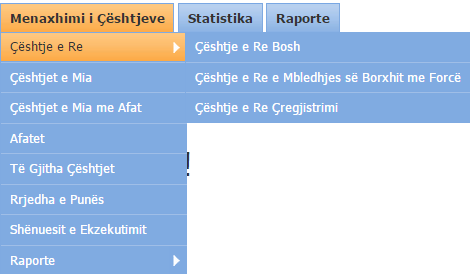 Menaxhimi i Çështjeve Statistika Raporte
Çështje e Re
Çështjet e Mia
Çështjet e Mia me Afat
Afatet
Të Gjitha Çështjet
Rrjedha e Punës
Shënuesit e Ekzekutimit
Raporte
Çështje e Re Bosh
Çështje e Re e Mbledhjes së Borxhit me Forcë
Çështje e Re Çregjistrimi
!